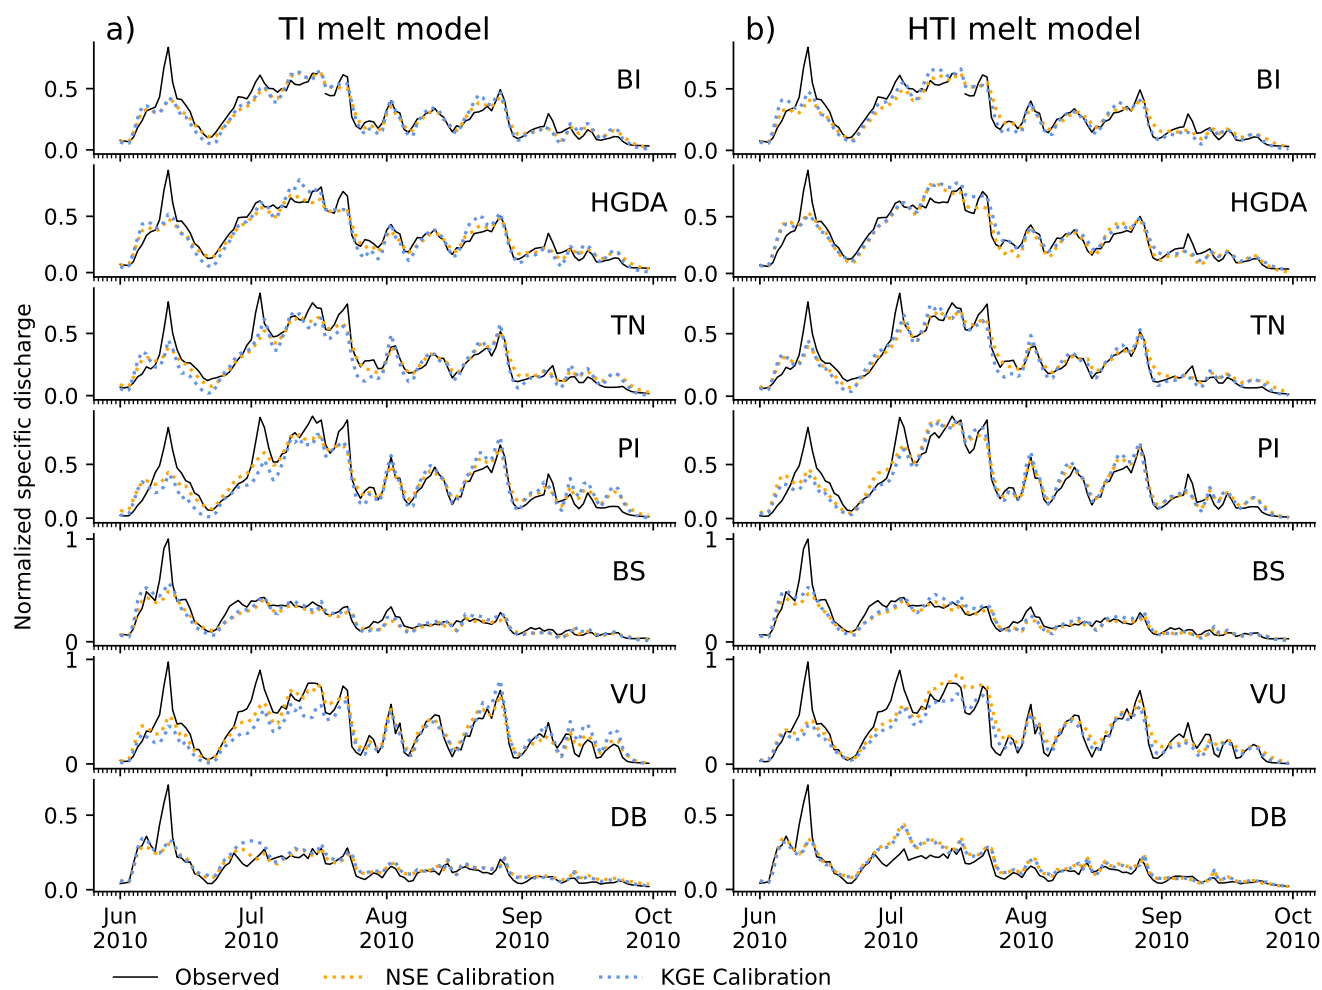 a) TI melt model
b) HTI melt model
Normalized specific discharge
0.5
0.0
BI
0.5
0.0
BI
0.5
0.0
HGDA
0.5
0.0
HGDA
0.5
0.0
TN
0.5
0.0
TN
0.5
0.0
PI
0.5
0.0
PI
1
0
BS
1
0
BS
1
0
VU
1
0
VU
0.5
0.0
DB
0.5
0.0
DB
Jun Jul Aug Sep Oct
2010 2010 2010 2010 2010
Jun Jul Aug Sep Oct
2010 2010 2010 2010 2010
Observed NSE Calibration KGE Calibration